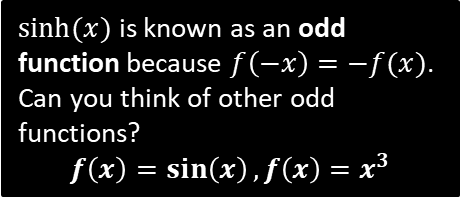 sinh(𝑥) is known as an odd
function because 𝑓(−𝑥) = −𝑓(𝑥).
Can you think of other odd
functions?
𝒇(𝒙) = 𝐬𝐢𝐧(𝒙) , 𝒇(𝒙) = 𝒙³